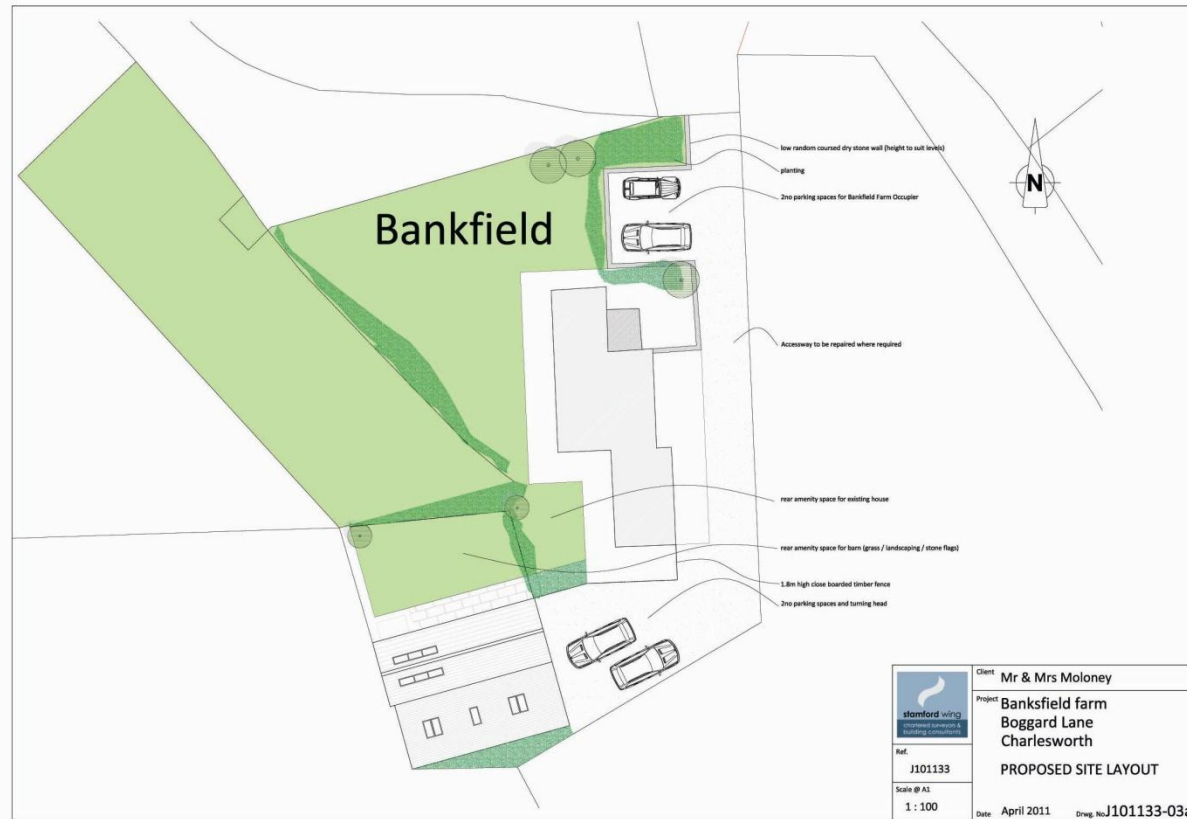 Bankfield
low random coursed dry stone wall (height to suit levels)
planting
2no parking spaces for Bankfield Farm Occupier
N
Accessway to be repaired where required
rear amenity space for existing house
rear amenity space for barn (grass / landscaping / stone flags)
1.8m high close boarded timber fence
2no parking spaces and turning head
stamford wing
chartered surveyors &
building consultants
Client Mr & Mrs Moloney
Project Banksfield farm
Boggard Lane
Charlesworth
PROPOSED SITE LAYOUT
Ref.
J101133
Scale @ A1
1 : 100
Date April 2011 Drwg. No J101133-03a